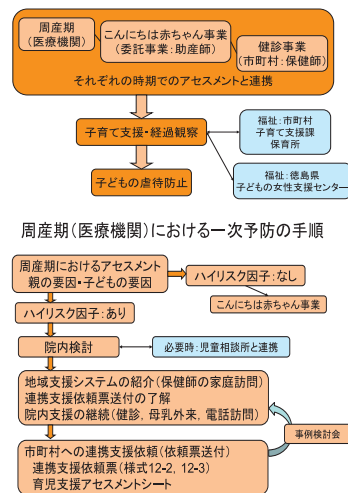 周産期
(医療機関)
こんにちは赤ちゃん事業
(委託事業:助産師)
健診事業
(市町村:保健師)
それぞれの時期でのアセスメントと連携
子育て支援・経過観察
福祉:市町村
子育て支援課
保育所
子どもの虐待防止
福祉:徳島県
子どもの女性支援センター
周産期(医療機関)における一次予防の手順
周産期におけるアセスメント
親の要因・子どもの要因
ハイリスク因子:なし
こんにちは赤ちゃん事業
ハイリスク因子:あり
院内検討
必要時:児童相談所と連携
地域支援システムの紹介(保健師の家庭訪問)
連携支援依頼票送付の了解
院内支援の継続(健診,母乳外来,電話訪問)
事例検討会
市町村への連携支援依頼(依頼票送付)
連携支援依頼票(様式12-2, 12-3)
育児支援アセスメントシート